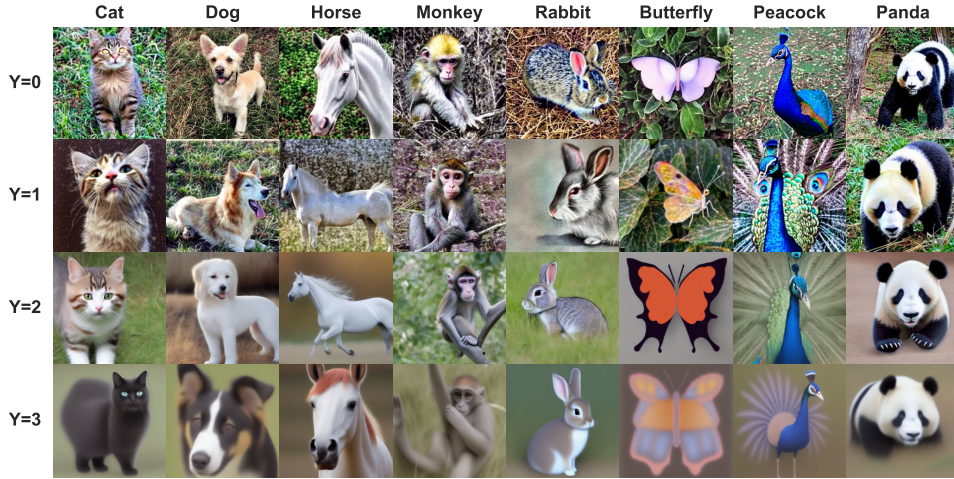 Cat Dog Horse Monkey Rabbit Butterfly Peacock Panda
Y=0
Y=1
Y=2
Y=3